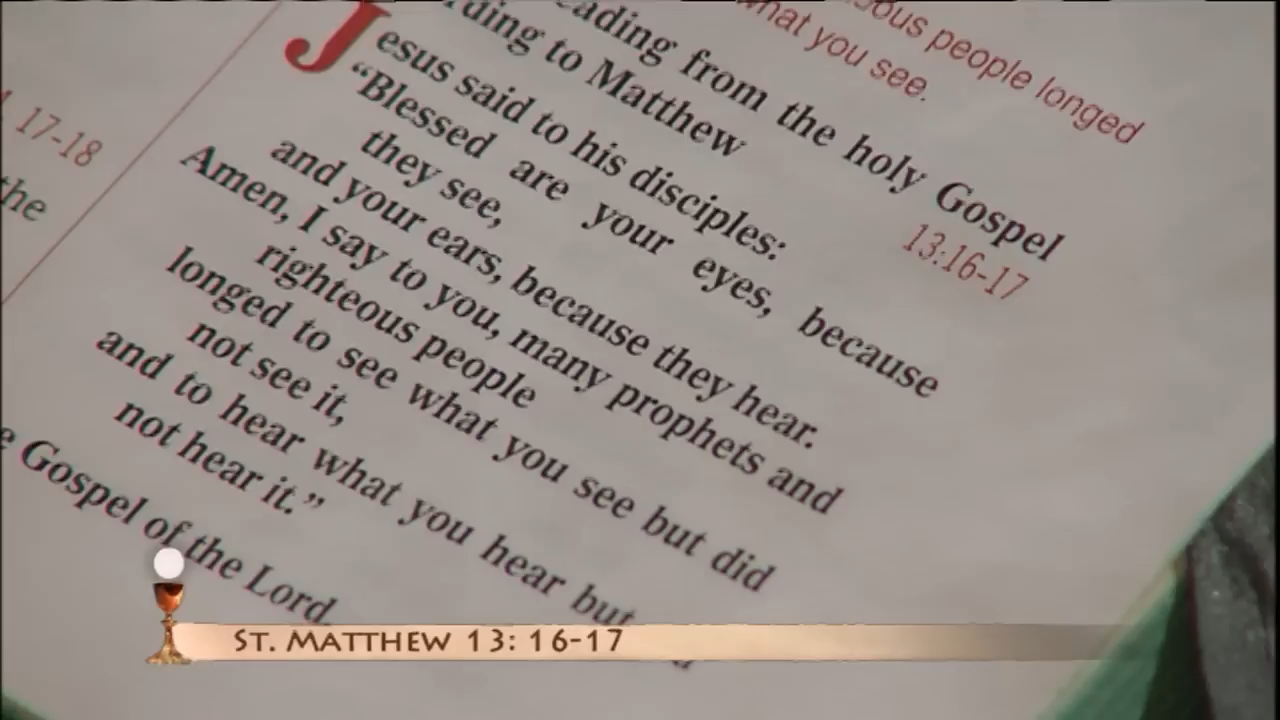 ous people longed
what you see.
eading from the holy Gospel
rding to Matthew
13:16-17
Jesus said to his disciples:
“Blessed are your eyes, because
they see,
and your ears, because they hear.
Amen, I say to you, many prophets and
righteous people
longed to see what you see but did
not see it,
and to hear what you hear but
not hear it.”
e Gospel of the Lord.
17-18
the
ST. MATTHEW 13: 16-17